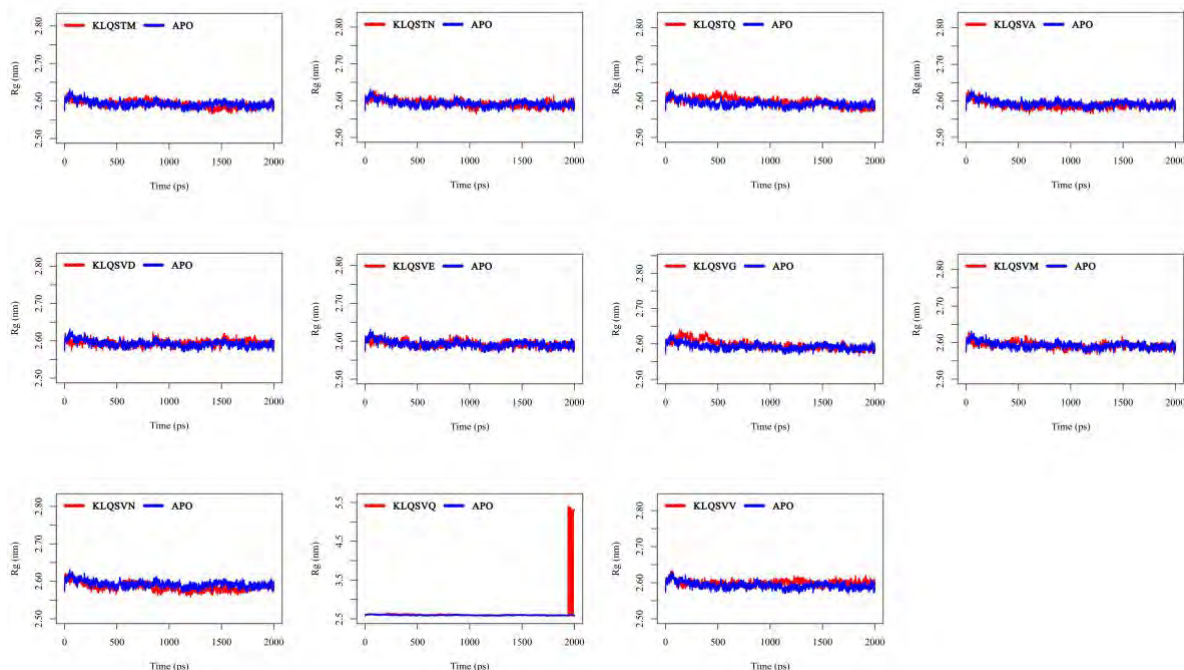 KLQSTM APO
Rg (nm)
2.80
2.70
2.60
2.50
0 500 1000 1500 2000
Time (ps)
KLQSTN APO
Rg (nm)
2.80
2.70
2.60
2.50
0 500 1000 1500 2000
Time (ps)
KLQSTQ APO
Rg (nm)
2.80
2.70
2.60
2.50
0 500 1000 1500 2000
Time (ps)
KLQSVA APO
Rg (nm)
2.80
2.70
2.60
2.50
0 500 1000 1500 2000
Time (ps)
KLQSVD APO
Rg (nm)
2.80
2.70
2.60
2.50
0 500 1000 1500 2000
Time (ps)
KLQSVE APO
Rg (nm)
2.80
2.70
2.60
2.50
0 500 1000 1500 2000
Time (ps)
KLQSVG APO
Rg (nm)
2.80
2.70
2.60
2.50
0 500 1000 1500 2000
Time (ps)
KLQSVM APO
Rg (nm)
2.80
2.70
2.60
2.50
0 500 1000 1500 2000
Time (ps)
KLQSVN APO
Rg (nm)
2.80
2.70
2.60
2.50
0 500 1000 1500 2000
Time (ps)
KLQSVQ APO
Rg (nm)
5.5
4.5
3.5
2.5
0 500 1000 1500 2000
Time (ps)
KLQSVV APO
Rg (nm)
2.80
2.70
2.60
2.50
0 500 1000 1500 2000
Time (ps)